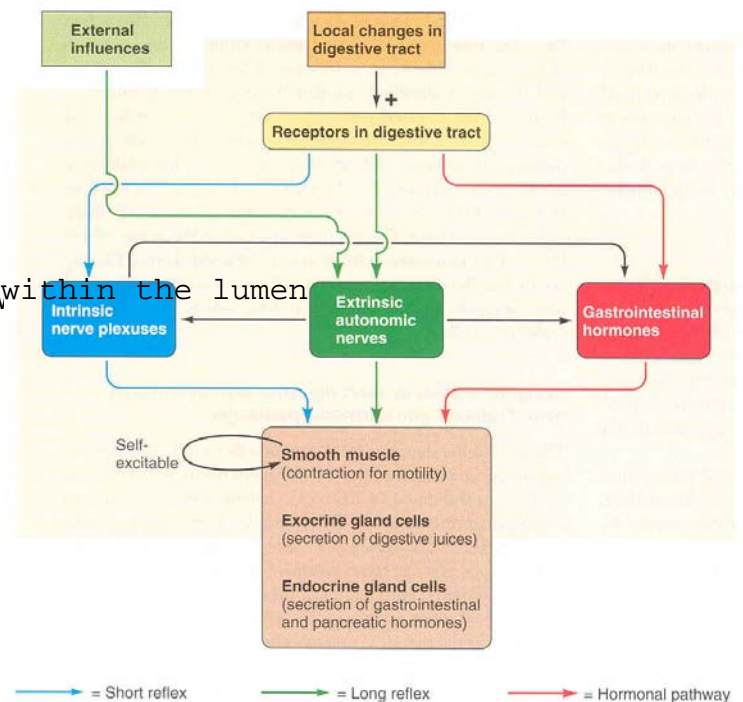 External
influences
Local changes in
digestive tract
+
Receptors in digestive tract
within the lumen
Intrinsic
nerve plexuses
Extrinsic
autonomic
nerves
Gastrointestinal
hormones
Self-
excitable
Smooth muscle
(contraction for motility)
Exocrine gland cells
(secretion of digestive juices)
Endocrine gland cells
(secretion of gastrointestinal
and pancreatic hormones)
= Short reflex
= Long reflex
= Hormonal pathway